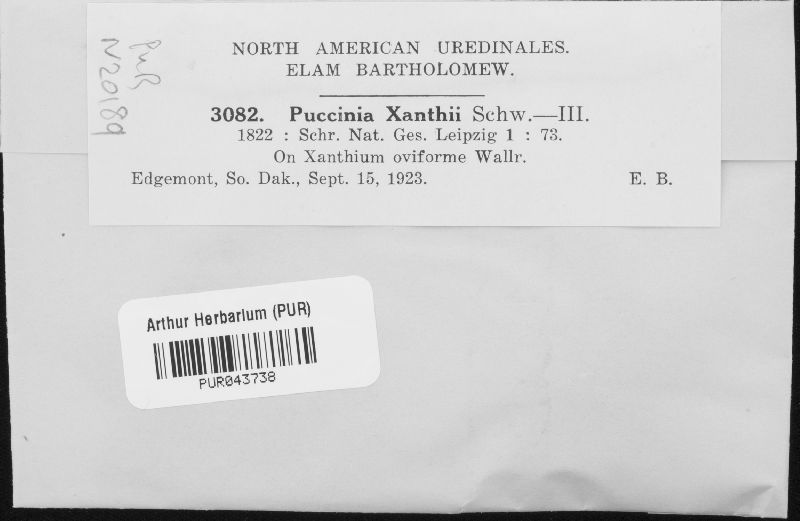 PUR
N20189
NORTH AMERICAN UREDINALES.
ELAM BARTHOLOMEW.
3082. Puccinia Xanthii Schw.—III.
1822 : Schr. Nat. Ges. Leipzig 1 : 73.
On Xanthium oviforme Wallr.
Edgemont, So. Dak., Sept. 15, 1923. E. B.
Arthur Herbarium (PUR)
PUR043738